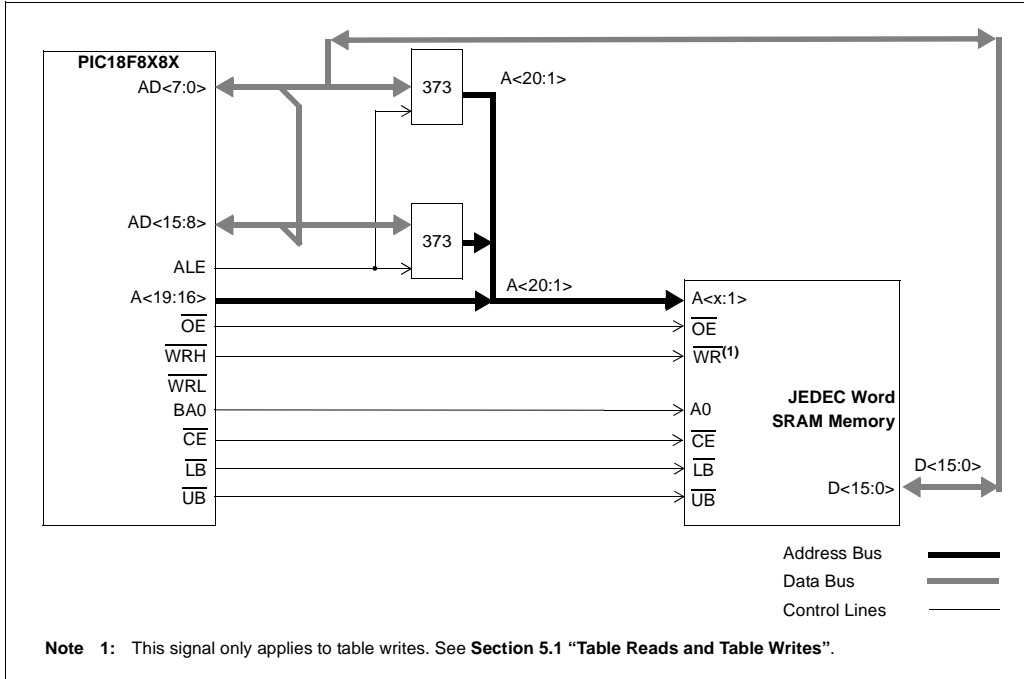 PIC18F8X8X
AD<7:0>
373
A<20:1>
AD<15:8>
373
ALE
A<19:16>
A<20:1>
A<x:1>
OE
OE
WRH
WR(1)
WRL
JEDEC Word
SRAM Memory
BA0
A0
CE
CE
LB
LB
UB
UB
D<15:0>
D<15:0>
Address Bus
Data Bus
Control Lines
Note 1: This signal only applies to table writes. See Section 5.1 “Table Reads and Table Writes”.